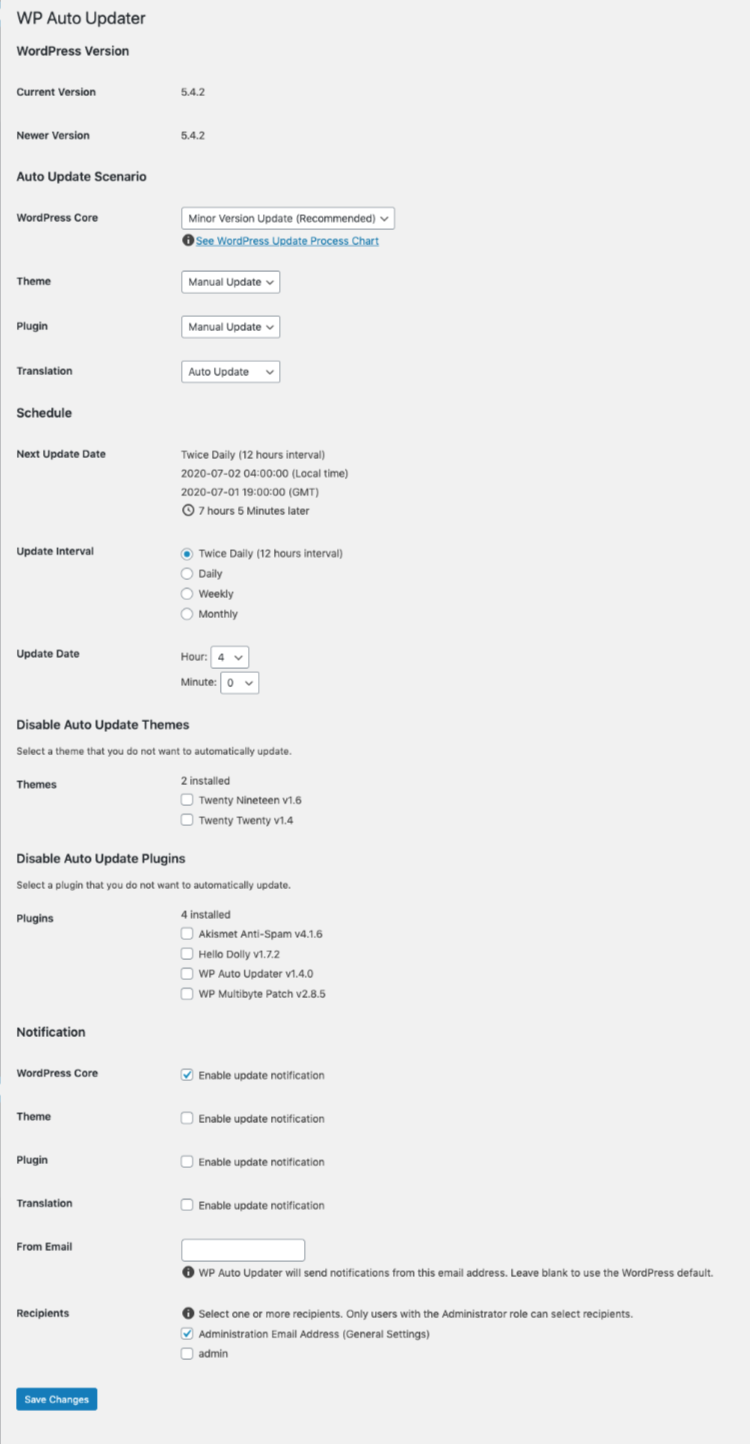 WP Auto Updater
WordPress Version
Current Version 5.4.2
Newer Version 5.4.2
Auto Update Scenario
WordPress Core Minor Version Update (Recommended)
See WordPress Update Process Chart
Theme Manual Update
Plugin Manual Update
Translation Auto Update
Schedule
Next Update Date Twice Daily (12 hours interval)
2020-07-02 04:00:00 (Local time)
2020-07-01 19:00:00 (GMT)
7 hours 5 Minutes later
Update Interval Twice Daily (12 hours interval)
Daily
Weekly
Monthly
Update Date Hour: 4
Minute: 0
Disable Auto Update Themes
Select a theme that you do not want to automatically update.
Themes 2 installed
Twenty Nineteen v1.6
Twenty Twenty v1.4
Disable Auto Update Plugins
Select a plugin that you do not want to automatically update.
Plugins 4 installed
Akismet Anti-Spam v4.1.6
Hello Dolly v1.7.2
WP Auto Updater v1.4.0
WP Multibyte Patch v2.8.5
Notification
WordPress Core Enable update notification
Theme Enable update notification
Plugin Enable update notification
Translation Enable update notification
From Email
WP Auto Updater will send notifications from this email address. Leave blank to use the WordPress default.
Recipients Select one or more recipients. Only users with the Administrator role can select recipients.
Administration Email Address (General Settings)
admin
Save Changes